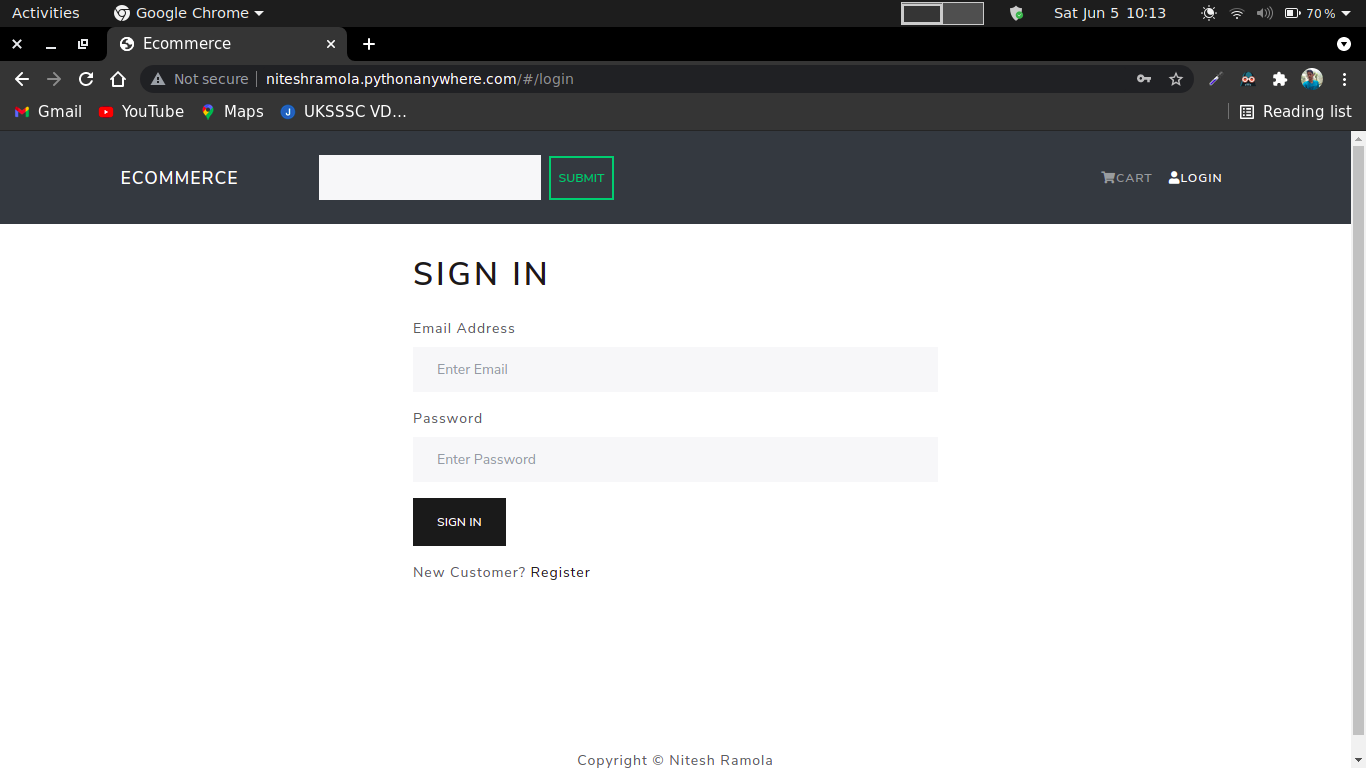 Activities Google Chrome Sat Jun 5 10:13 70 %
Ecommerce
Not secure niteshramola.pythonanywhere.com/#/login
Gmail YouTube Maps UKSSSC VD... Reading list
ECOMMERCE SUBMIT CART LOGIN
SIGN IN
Email Address
Enter Email
Password
Enter Password
SIGN IN
New Customer? Register
Copyright © Nitesh Ramola